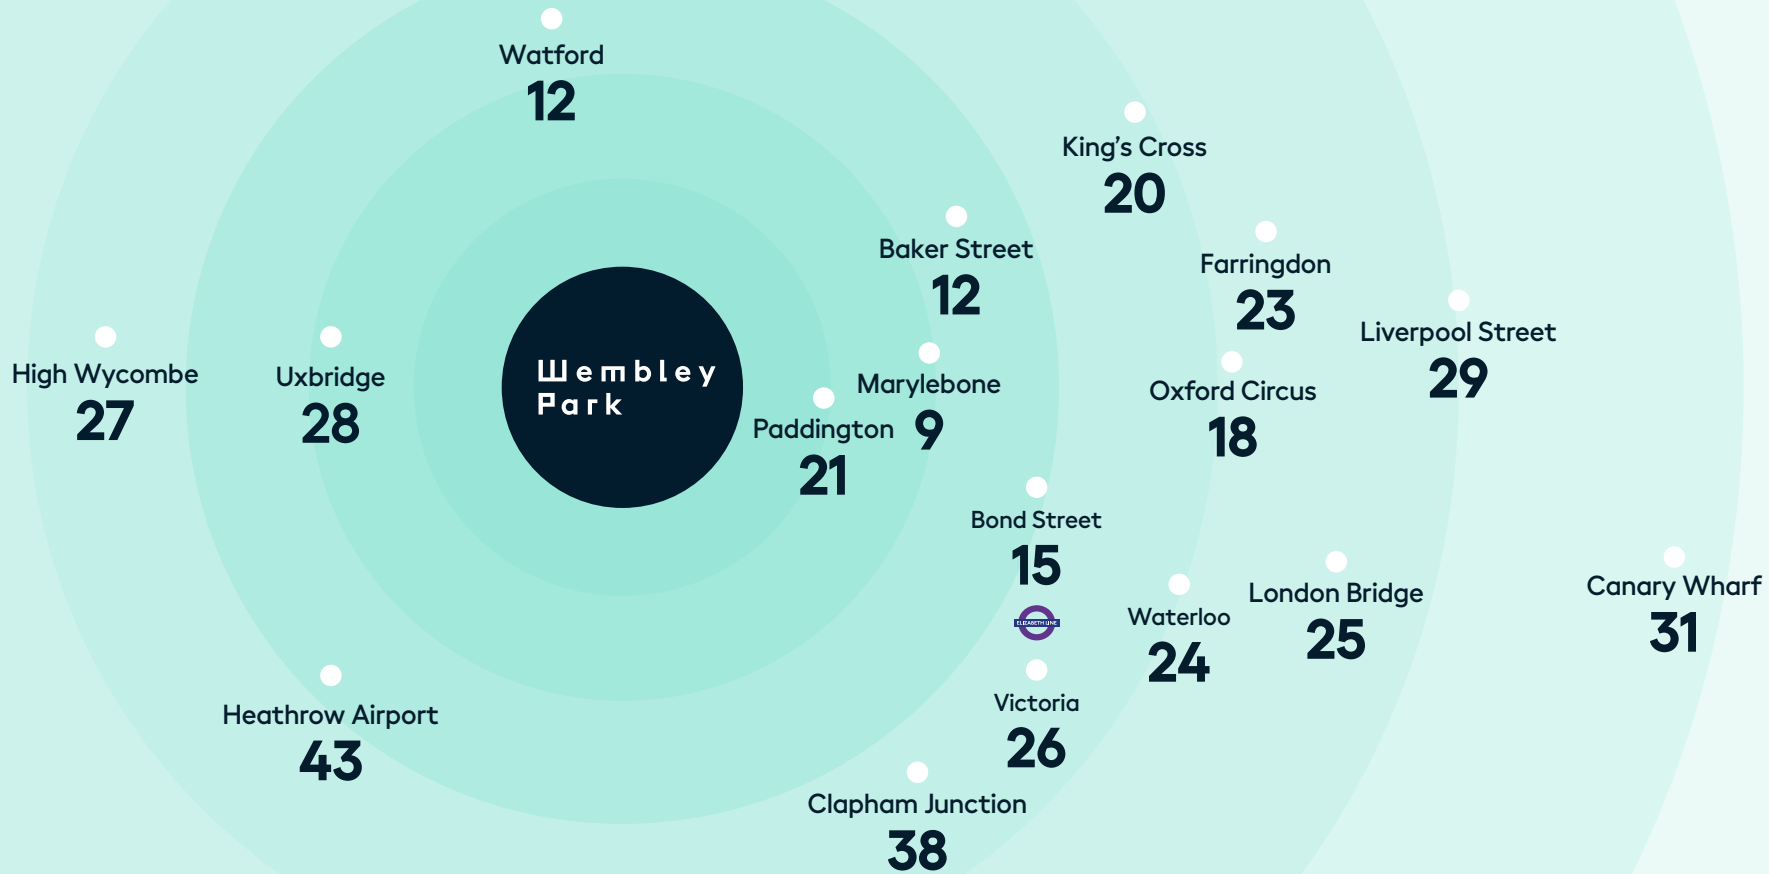 Watford
12
King’s Cross
20
Baker Street
12
Farringdon
23
Liverpool Street
29
High Wycombe
27
Uxbridge
28
Wembley
Park
Marylebone
9
Paddington
21
Oxford Circus
18
Bond Street
15
ELIZABETH LINE
Waterloo
24
London Bridge
25
Canary Wharf
31
Victoria
26
Heathrow Airport
43
Clapham Junction
38